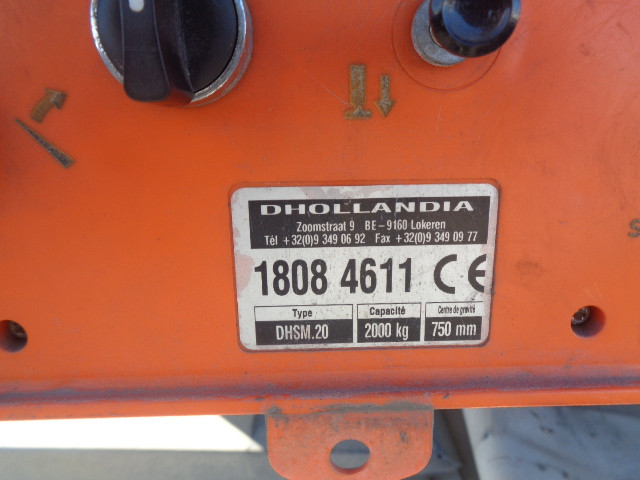 DHOLLANDIA
Zoomstraat 9 BE-9160 Lokeren
Tél +32(0)9 349 06 92 Fax +32(0)9 349 09 77
1808 4611 CE
Type Capacité Centre de gravité
DHSM.20 2000 kg 750 mm
S